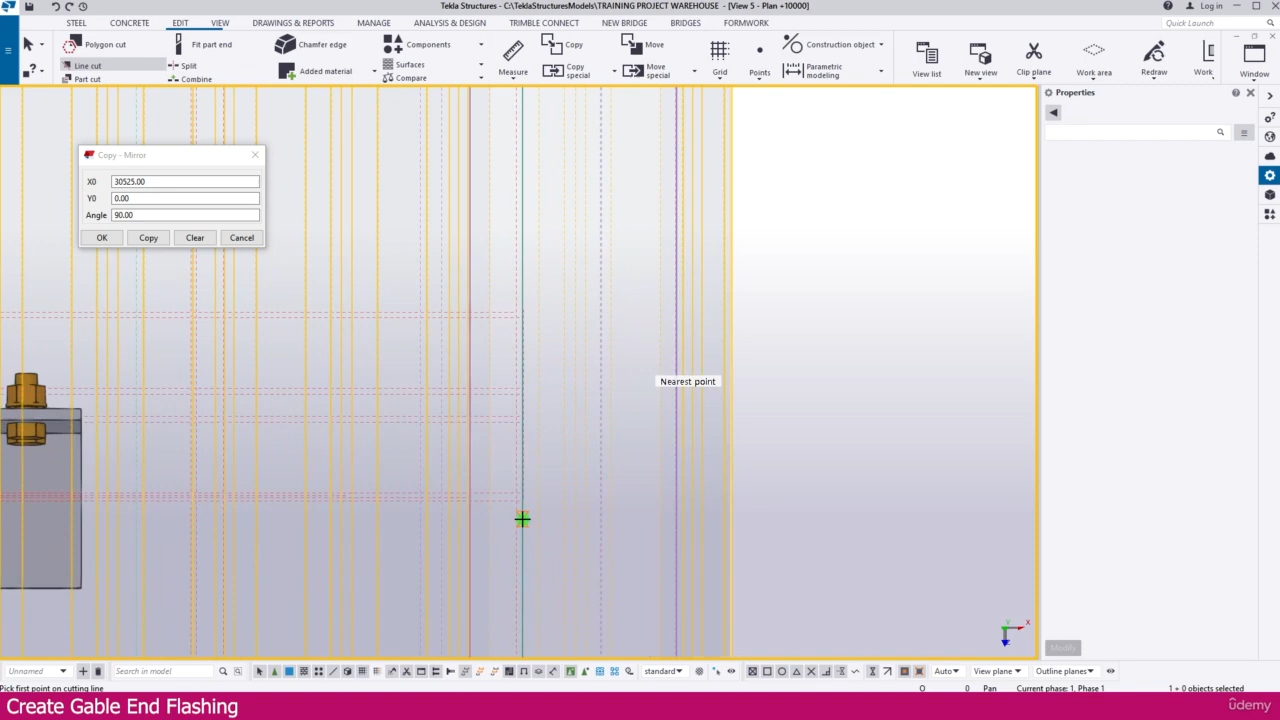 Tekla Structures - C:\TeklaStructuresModels\TRAINING PROJECT WAREHOUSE - [View 5 - Plan +10000]
Log in
STEEL CONCRETE EDIT VIEW DRAWINGS & REPORTS MANAGE ANALYSIS & DESIGN TRIMBLE CONNECT NEW BRIDGE BRIDGES FORMWORK Quick Launch
Polygon cut Fit part end Chamfer edge Components Copy Move Construction object
Line cut Split Surfaces
Part cut Combine Added material Compare
Measure Copy special Move special Grid Points Parametric modeling View list New view Clip plane Work area Redraw Work Window
Properties
Copy - Mirror
X0 30525.00
Y0 0.00
Angle 90.00
OK Copy Clear Cancel
Nearest point
Y
X
Modify
Unnamed Search in model standard Auto View plane Outline planes
Pick first point on cutting line O 0 Pan Current phase: 1, Phase 1 1 + 0 objects selected
Create Gable End Flashing
ûdemy